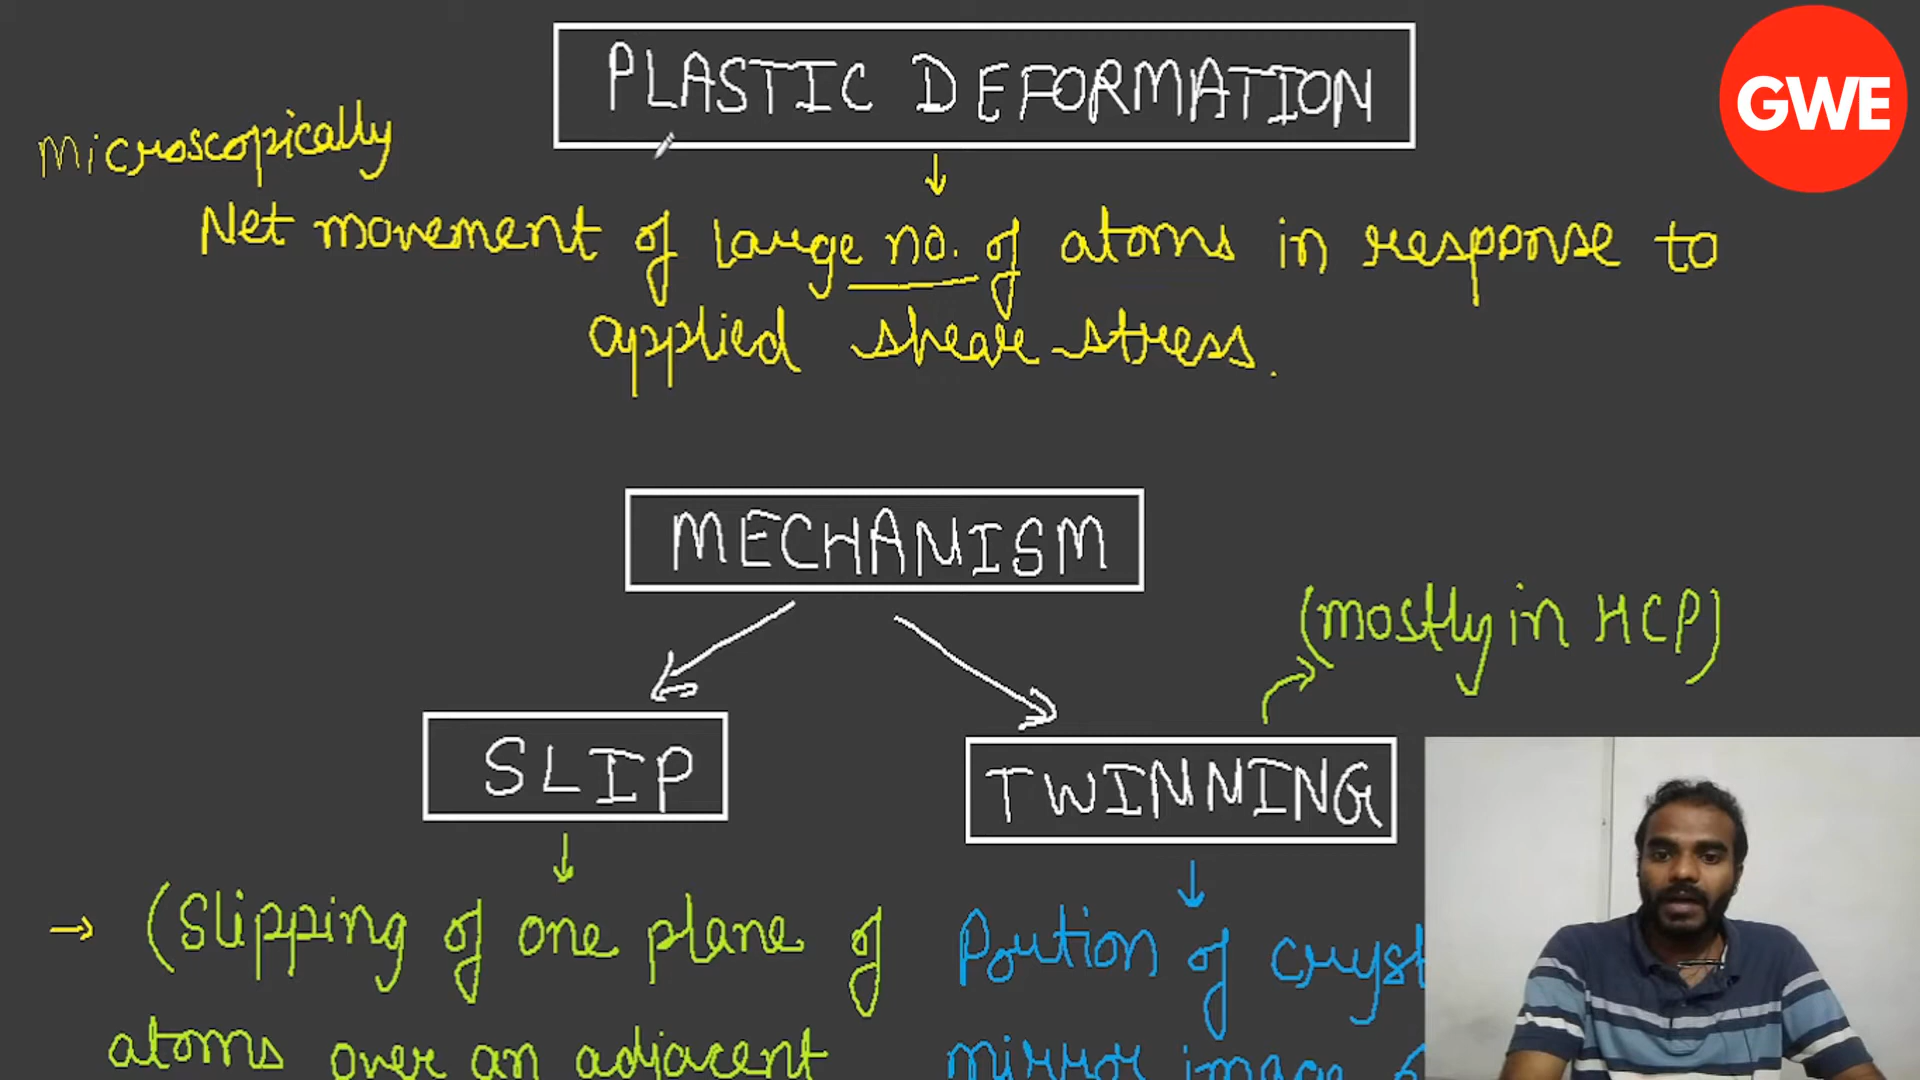 PLASTIC DEFORMATION
GWE
Microscopically
Net movement of large no. of atoms in response to
applied shear stress.
MECHANISM
(mostly in HCP)
SLIP
TWINNING
→ (Slipping of one plane of
atoms over an adjacent
Portion of cryst
mirror image